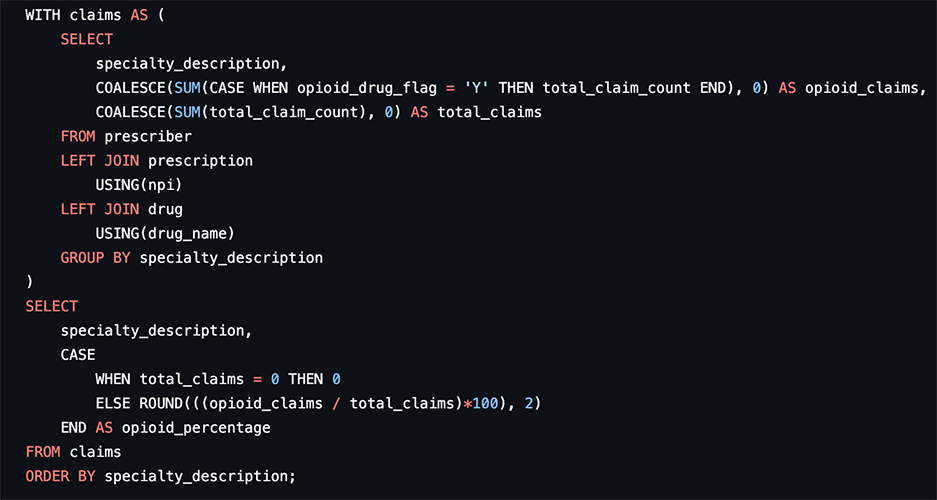 WITH claims AS (
    SELECT
        specialty_description,
        COALESCE(SUM(CASE WHEN opioid_drug_flag = 'Y' THEN total_claim_count END), 0) AS opioid_claims,
        COALESCE(SUM(total_claim_count), 0) AS total_claims
    FROM prescriber
    LEFT JOIN prescription
        USING(npi)
    LEFT JOIN drug
        USING(drug_name)
    GROUP BY specialty_description
)
SELECT
    specialty_description,
    CASE
        WHEN total_claims = 0 THEN 0
        ELSE ROUND(((opioid_claims / total_claims)*100), 2)
    END AS opioid_percentage
FROM claims
ORDER BY specialty_description;